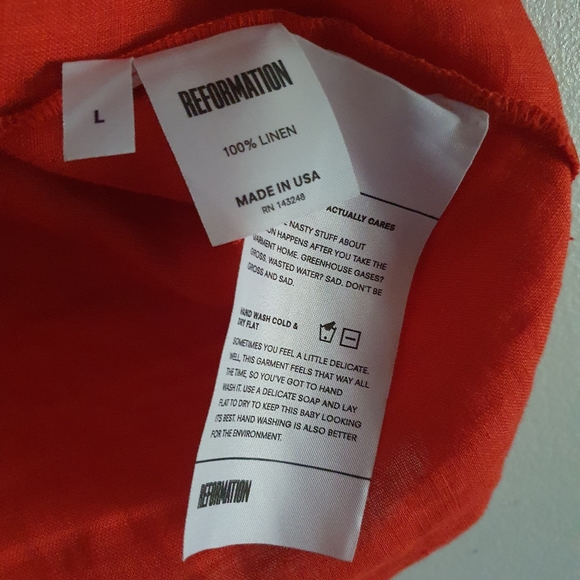 L
REFORMATION
100% LINEN
MADE IN USA
RN 143248
ACTUALLY CARES
NASTY STUFF ABOUT
HAPPENS AFTER YOU TAKE THE
GARMENT HOME. GREENHOUSE GASES?
GROSS. WASTED WATER? SAD. DON'T BE
GROSS AND SAD.
HAND WASH COLD &
DRY FLAT
SOMETIMES YOU FEEL A LITTLE DELICATE.
WELL, THIS GARMENT FEELS THAT WAY ALL
THE TIME, SO YOU'VE GOT TO HAND
WASH IT. USE A DELICATE SOAP AND LAY
FLAT TO DRY TO KEEP THIS BABY LOOKING
ITS BEST. HAND WASHING IS ALSO BETTER
FOR THE ENVIRONMENT.
REFORMATION